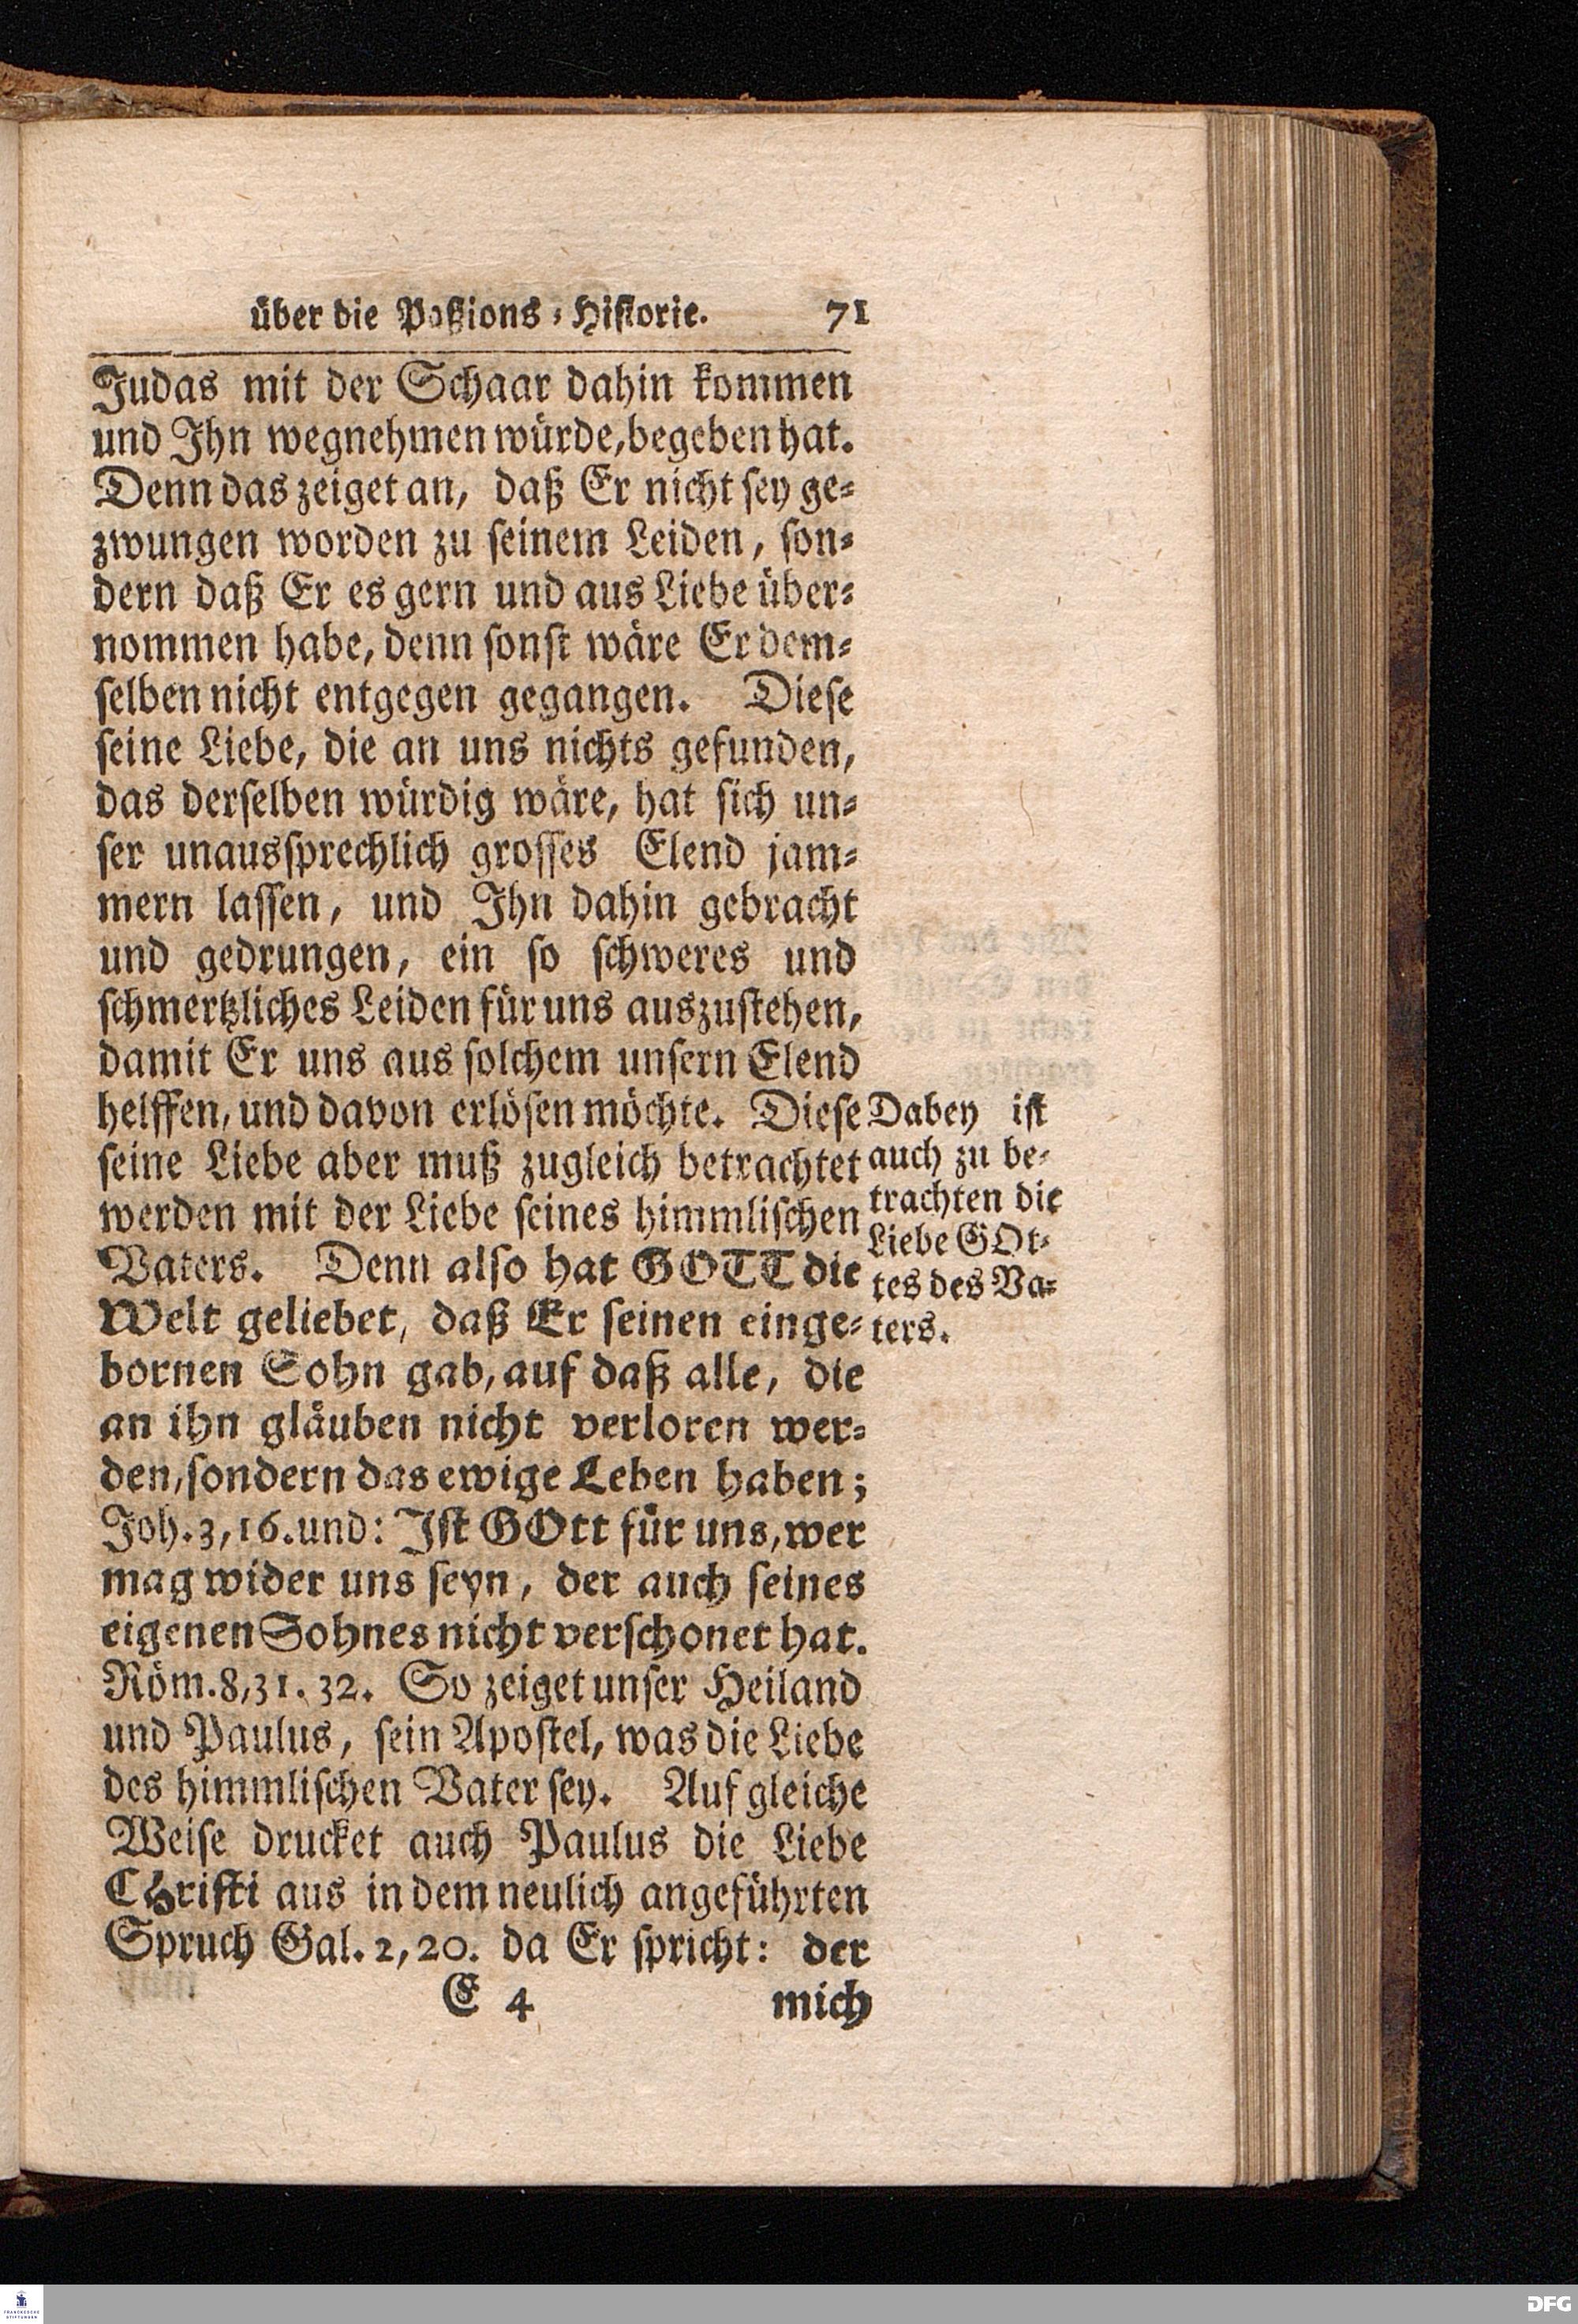 über die Paßions-Historie. 71
Judas mit der Schaar dahin kommen
und Ihn wegnehmen würde, begeben hat.
Denn das zeiget an, daß Er nicht sey ge-
zwungen worden zu seinem Leiden, son-
dern daß Er es gern und aus Liebe über-
nommen habe, denn sonst wäre Er dem-
selben nicht entgegen gegangen. Diese
seine Liebe, die an uns nichts gefunden,
das derselben würdig wäre, hat sich un-
ser unaussprechlich grosses Elend jam-
mern lassen, und Ihn dahin gebracht
und gedrungen, ein so schweres und
schmertzliches Leiden für uns auszustehen,
damit Er uns aus solchem unsern Elend
helffen, und davon erlösen möchte. Diese
seine Liebe aber muß zugleich betrachtet
werden mit der Liebe seines himmlischen
Vaters. Denn also hat GOTT die
Welt geliebet, daß Er seinen einge-
bornen Sohn gab, auf daß alle, die
an ihn gläuben nicht verloren wer-
den, sondern das ewige Leben haben;
Joh. 3, 16. und: Ist GOtt für uns, wer
mag wider uns seyn, der auch seines
eigenen Sohnes nicht verschonet hat.
Röm. 8, 31. 32. So zeiget unser Heiland
und Paulus, sein Apostel, was die Liebe
des himmlischen Vater sey. Auf gleiche
Weise drucket auch Paulus die Liebe
Christi aus in dem neulich angeführten
Spruch Gal. 2, 20. da Er spricht: der
E 4 mich
Dabey ist
auch zu be-
trachten die
Liebe GOt-
tes des Va-
ters.
FRANCKESCHE
STIFTUNGEN
DFG